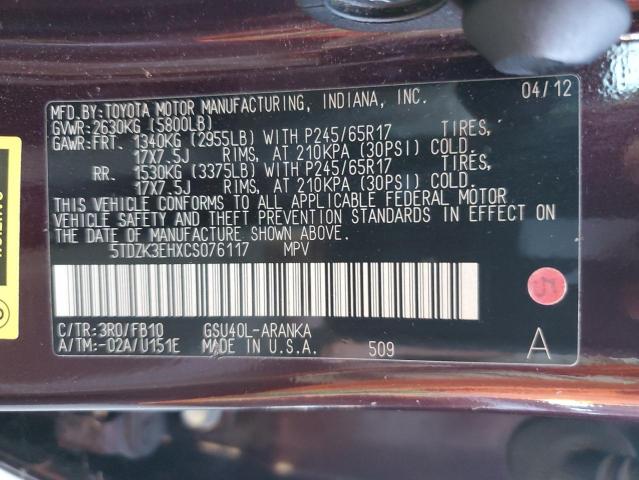 MFD.BY:TOYOTA MOTOR MANUFACTURING, INDIANA, INC. 04/12
GVWR:2630KG (5800LB)
GAWR:FRT. 1340KG (2955LB) WITH P245/65R17 TIRES,
17X7.5J RIMS, AT 210KPA (30PSI) COLD.
RR. 1530KG (3375LB) WITH P245/65R17 TIRES,
17X7.5J RIMS, AT 210KPA (30PSI) COLD.
THIS VEHICLE CONFORMS TO ALL APPLICABLE FEDERAL MOTOR
VEHICLE SAFETY AND THEFT PREVENTION STANDARDS IN EFFECT ON
THE DATE OF MANUFACTURE SHOWN ABOVE.
5TDZK3EHXCS076117 MPV
C/TR:3R0/FB10 GSU40L-ARANKA
A/TM:-02A/U151E MADE IN U.S.A. 509 A